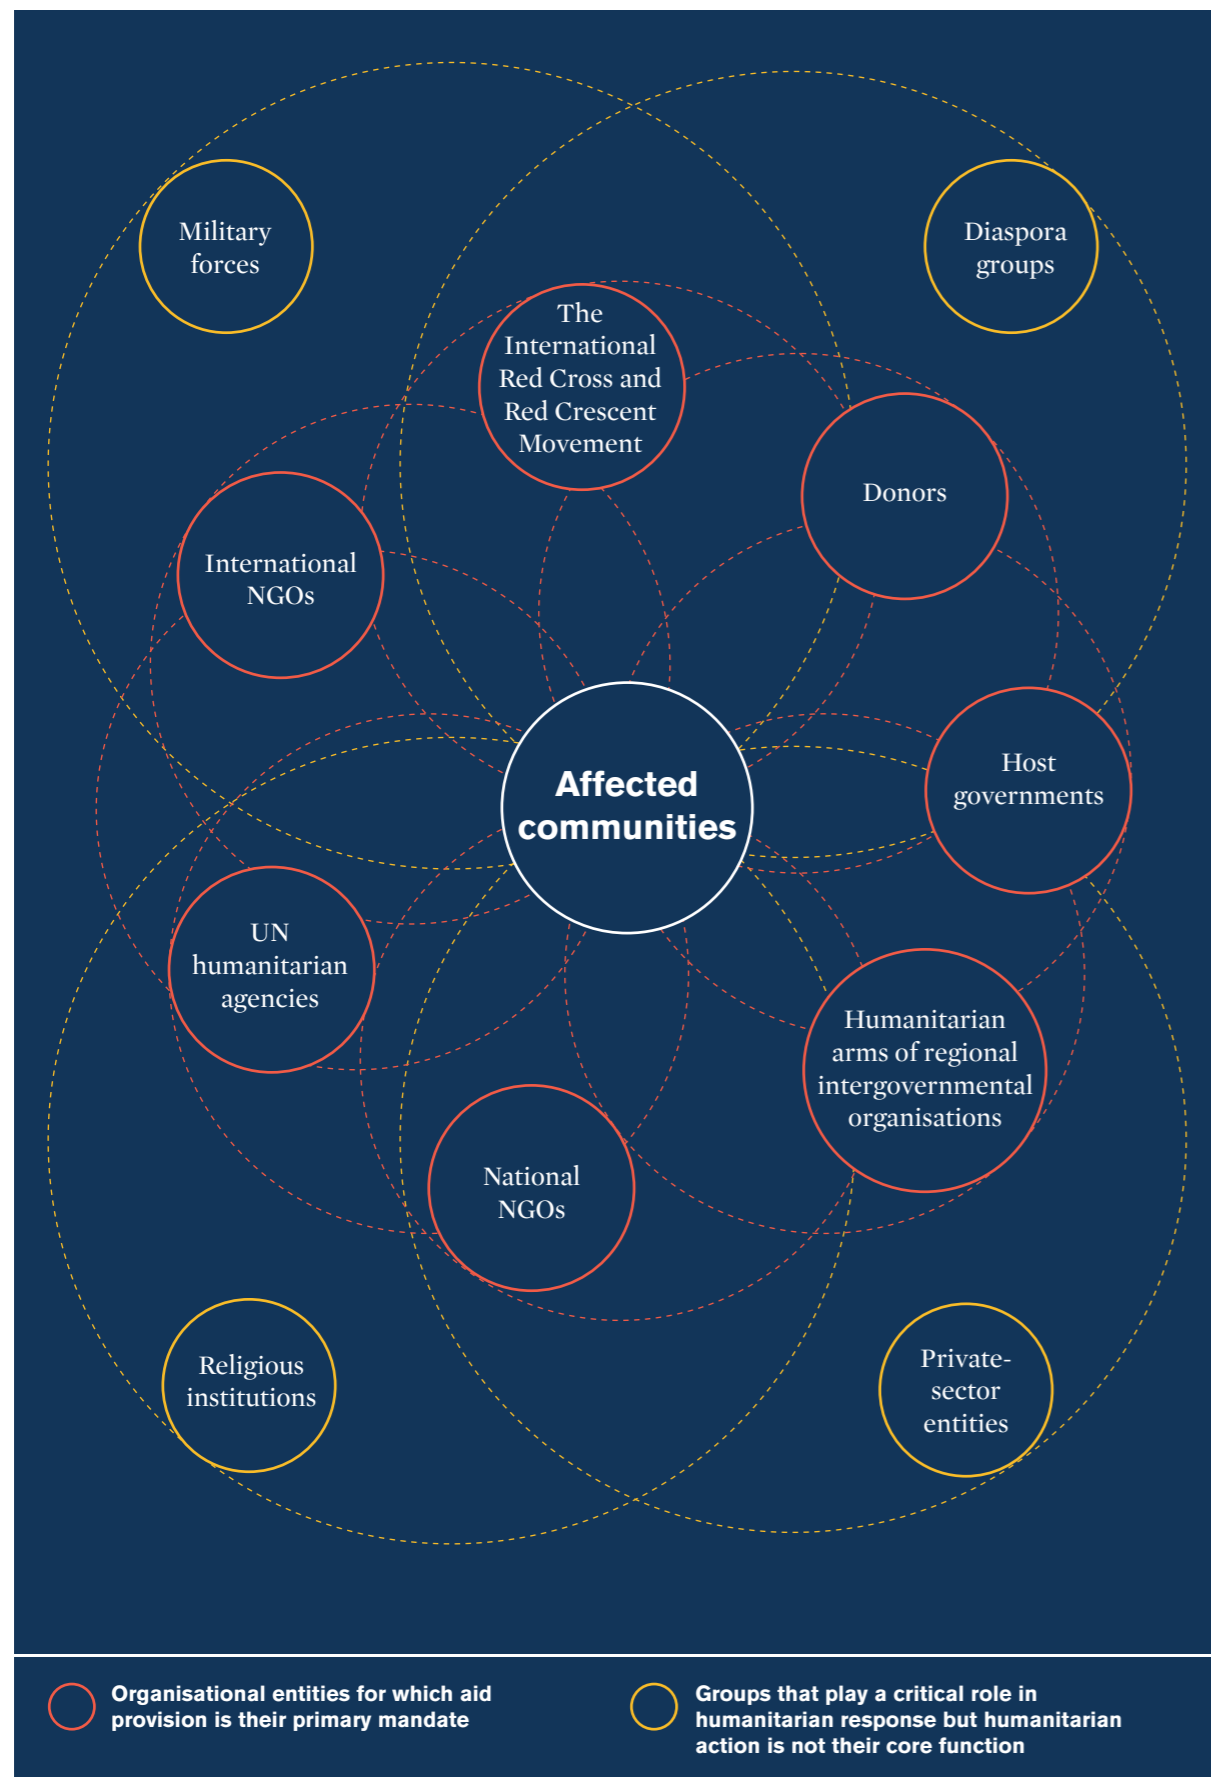 Military
forces
Diaspora
groups
The
International
Red Cross and
Red Crescent
Movement
Donors
International
NGOs
Host
governments
Affected
communities
UN
humanitarian
agencies
Humanitarian
arms of regional
intergovernmental
organisations
National
NGOs
Religious
institutions
Private-
sector
entities
Organisational entities for which aid
provision is their primary mandate
Groups that play a critical role in
humanitarian response but humanitarian
action is not their core function